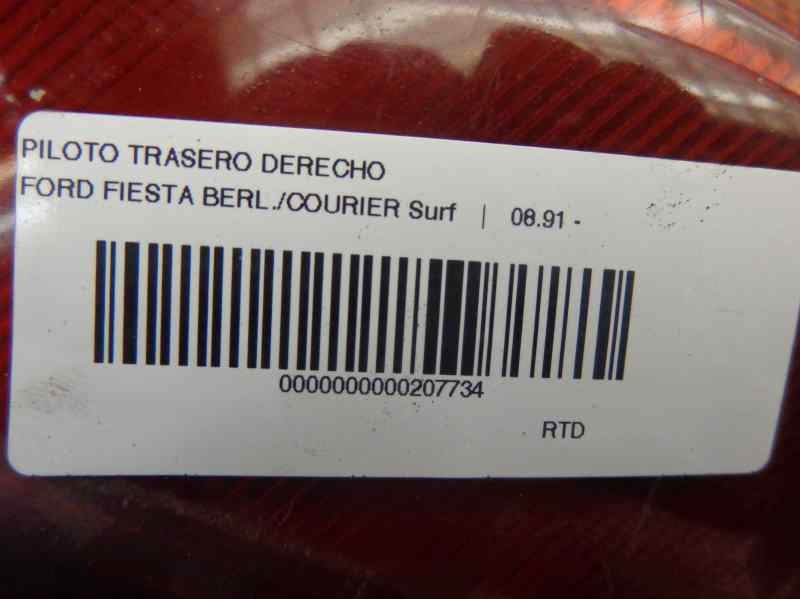 PILOTO TRASERO DERECHO
FORD FIESTA BERL./COURIER Surf | 08.91 -
0000000000207734
RTD